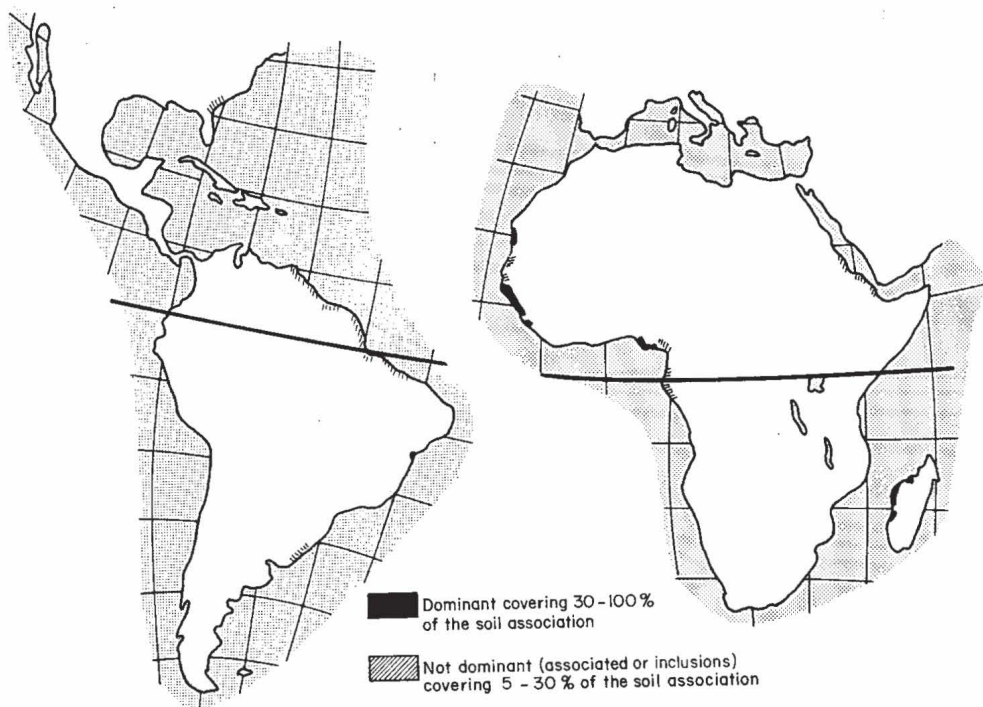 Dominant covering 30-100%
of the soil association
Not dominant (associated or inclusions)
covering 5-30% of the soil association